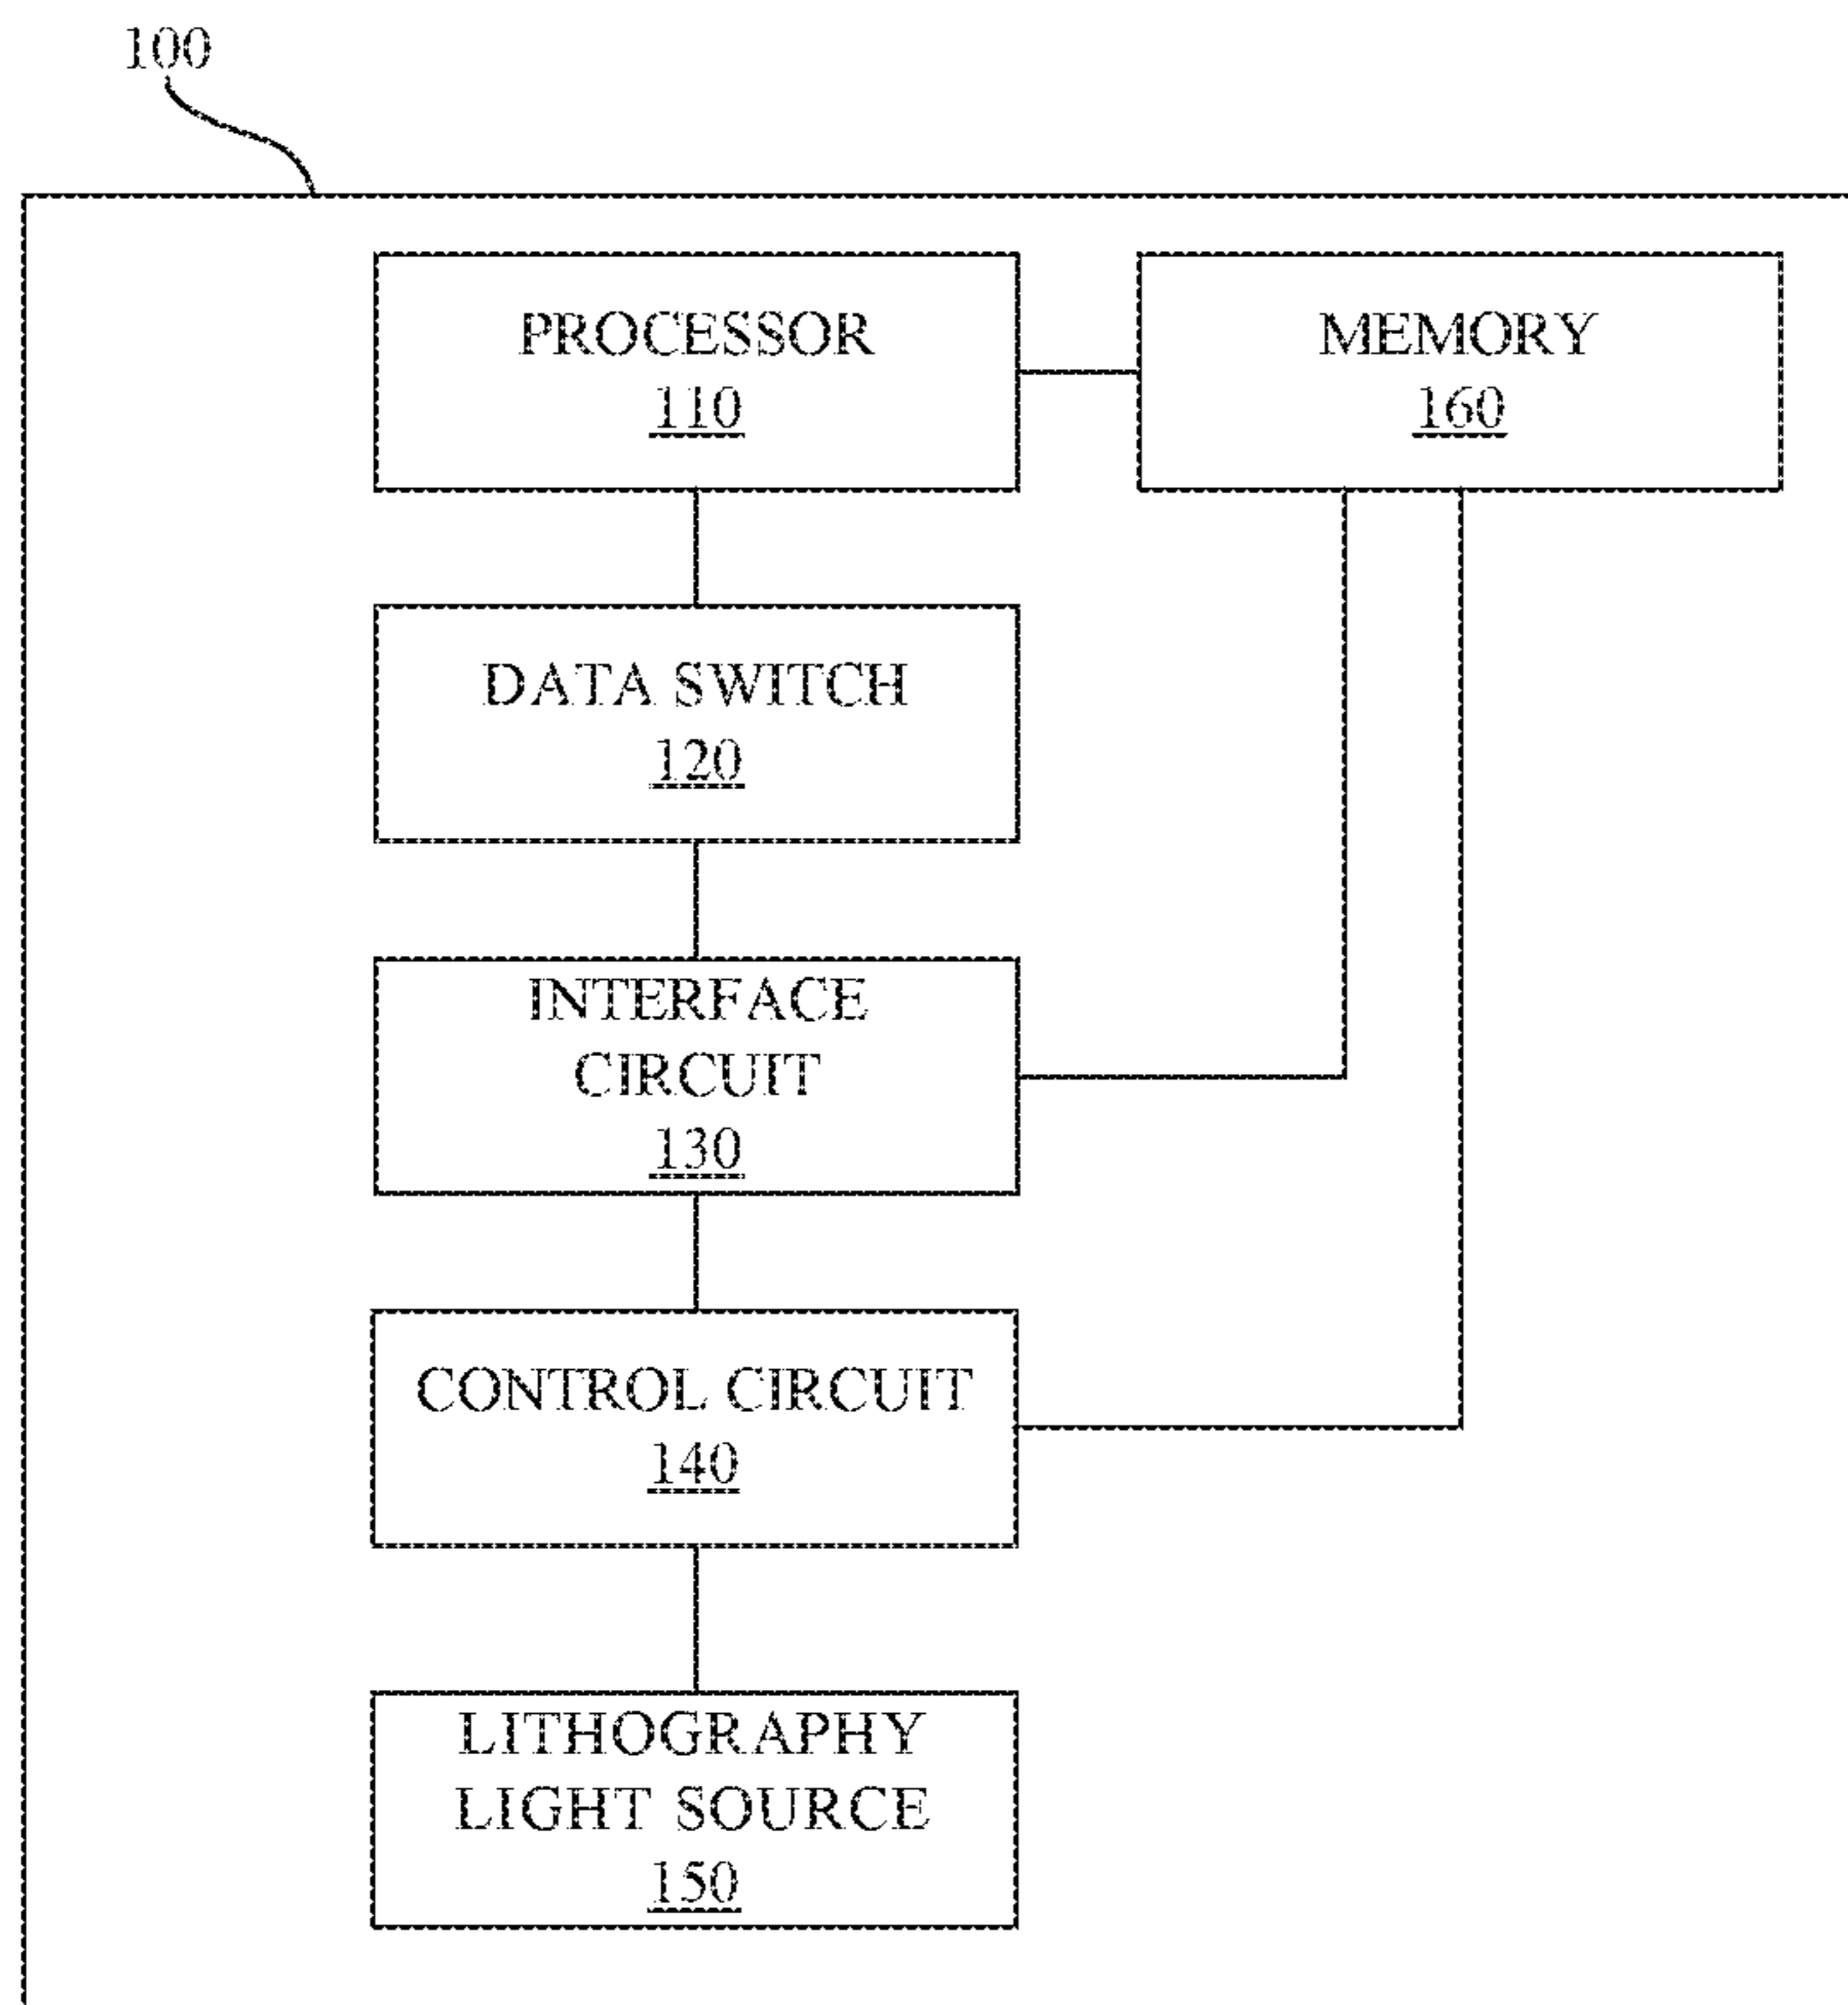 100
PROCESSOR
110
MEMORY
160
DATA SWITCH
120
INTERFACE
CIRCUIT
130
CONTROL CIRCUIT
140
LITHOGRAPHY
LIGHT SOURCE
150